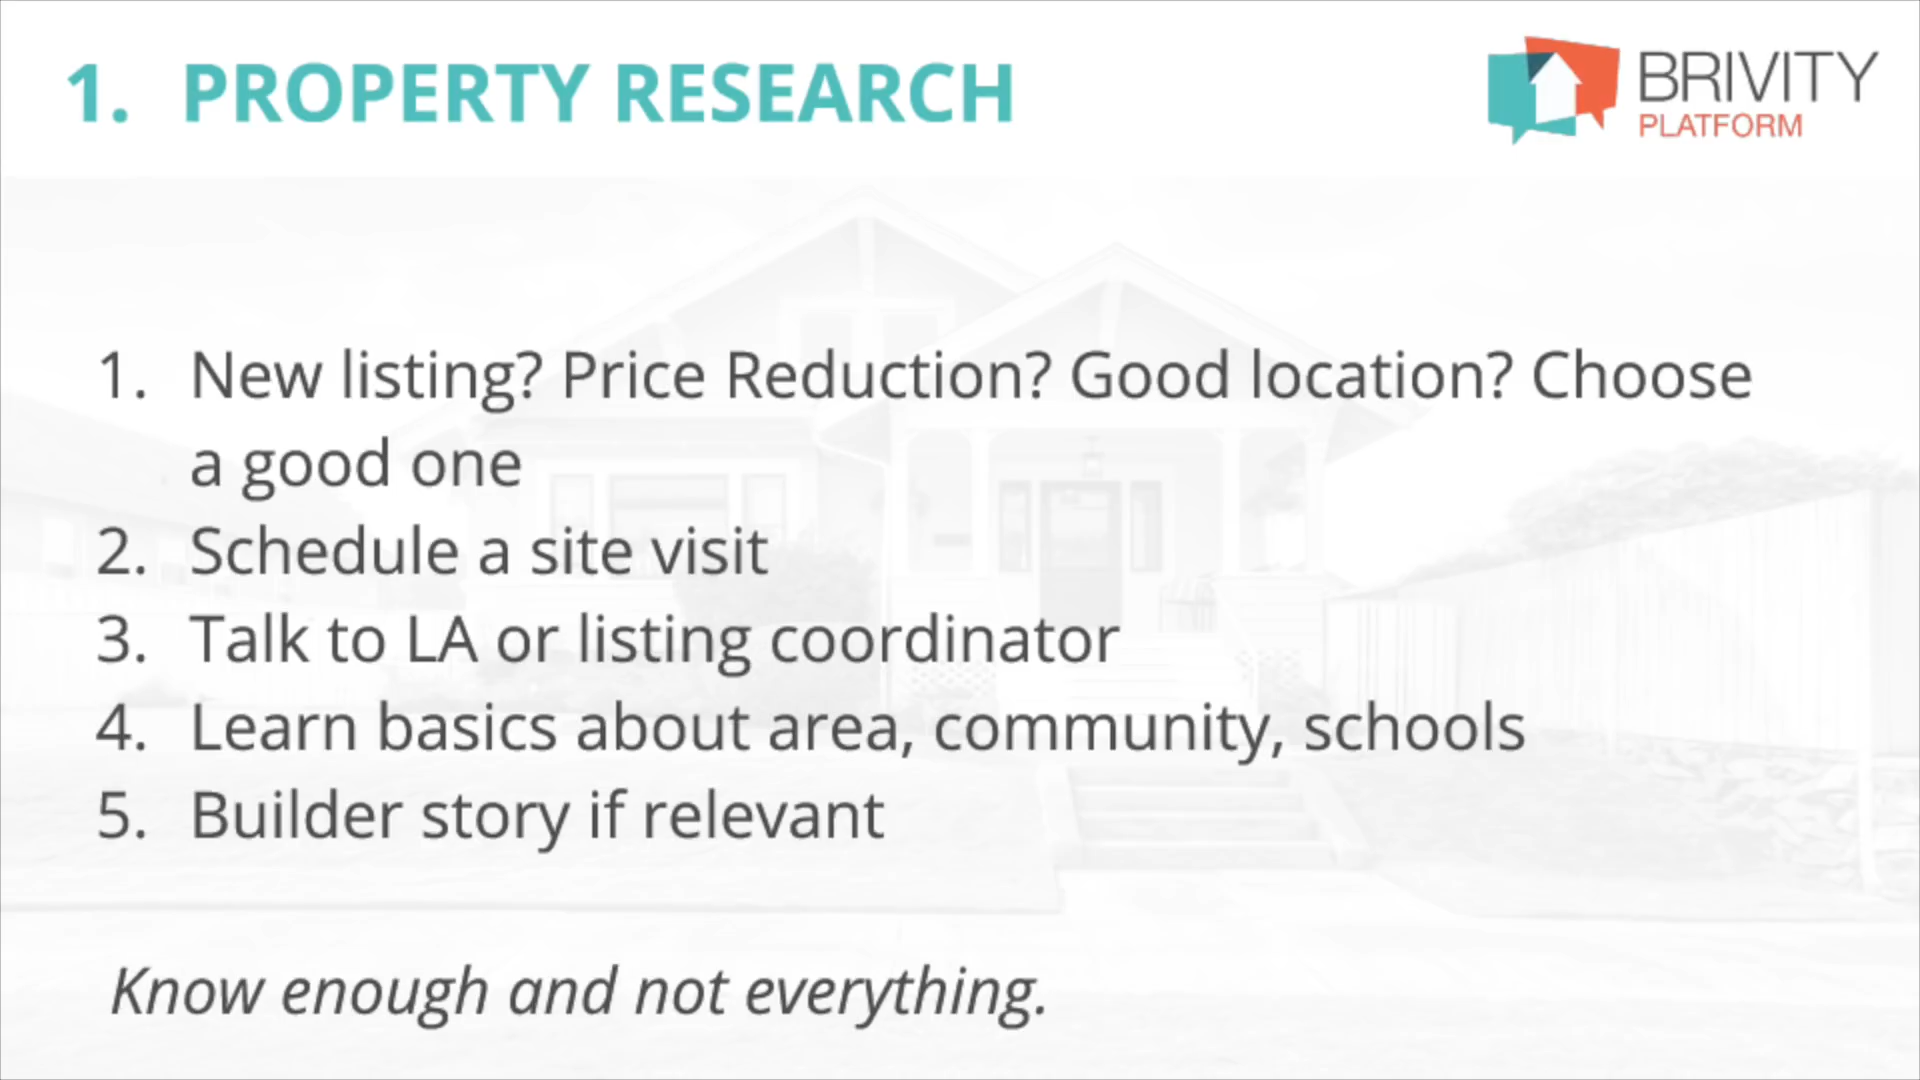 1. PROPERTY RESEARCH
BRIVITY
PLATFORM
1. New listing? Price Reduction? Good location? Choose
a good one
2. Schedule a site visit
3. Talk to LA or listing coordinator
4. Learn basics about area, community, schools
5. Builder story if relevant
Know enough and not everything.